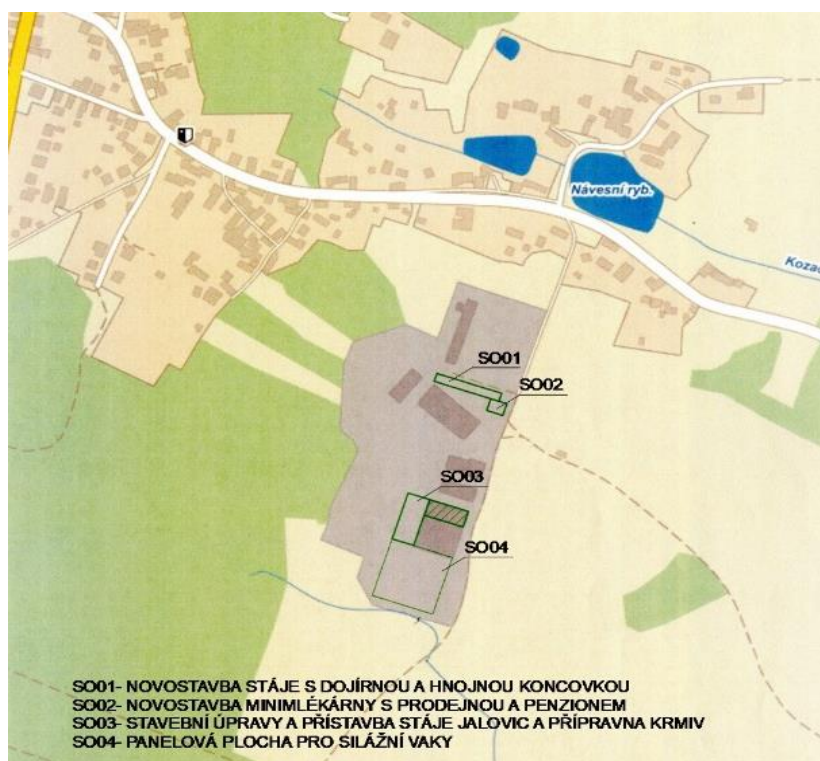 Návesní ryb.
Kozač
SO01
SO02
SO03
SO04
SO01- NOVOSTAVBA STÁJE S DOJÍRNOU A HNOJNOU KONCOVKOU
SO02- NOVOSTAVBA MINIMLÉKÁRNY S PRODEJNOU A PENZIONEM
SO03- STAVEBNÍ ÚPRAVY A PŘÍSTAVBA STÁJE JALOVIC A PŘÍPRAVNA KRMIV
SO04- PANELOVÁ PLOCHA PRO SILÁŽNÍ VAKY